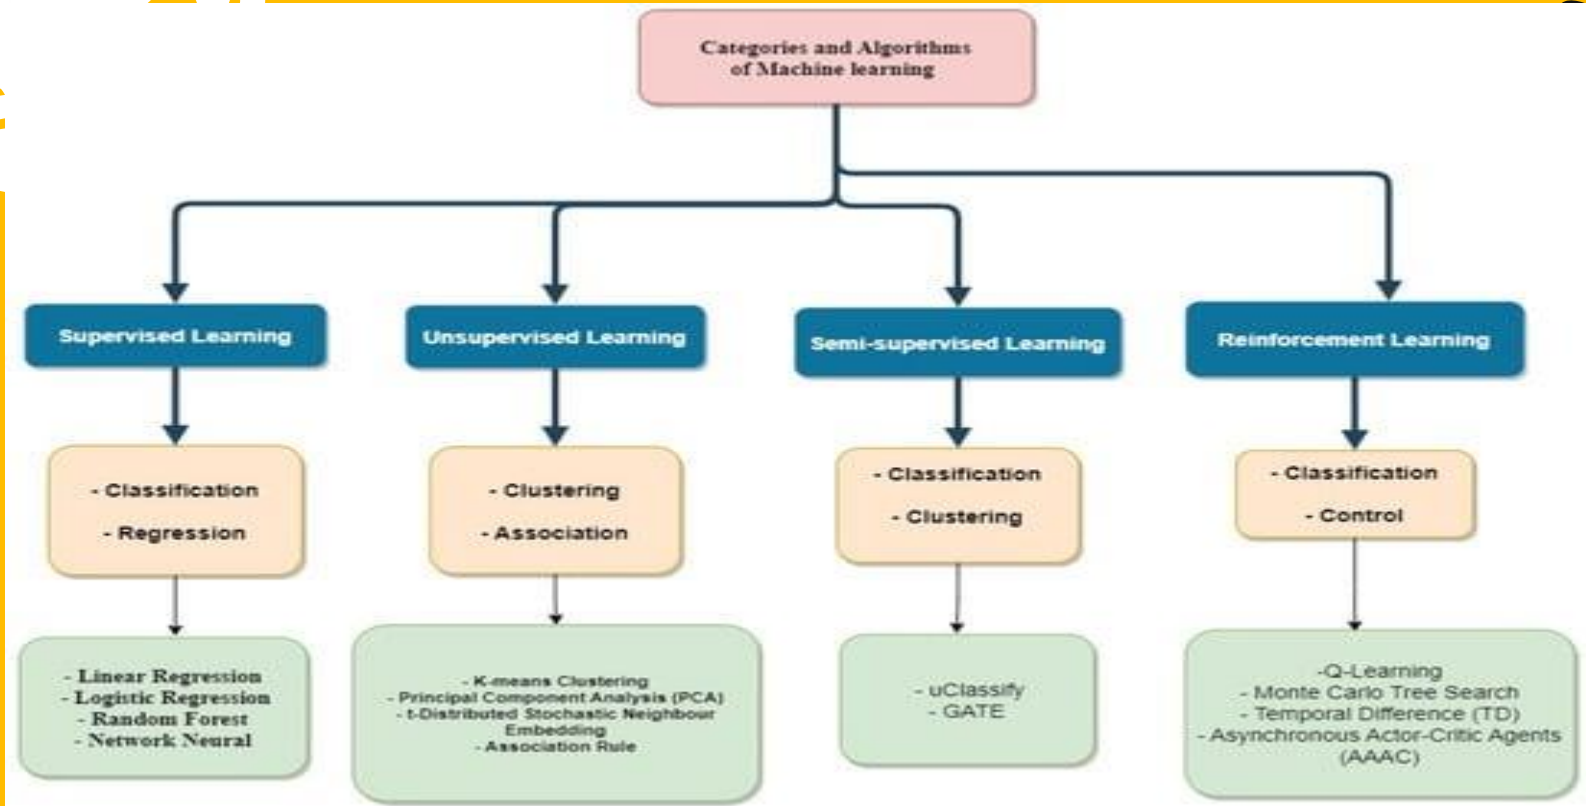 Categories and Algorithms
of Machine learning
Supervised Learning
Unsupervised Learning
Semi-supervised Learning
Reinforcement Learning
- Classification
- Regression
- Clustering
- Association
- Classification
- Clustering
- Classification
- Control
- Linear Regression
- Logistic Regression
- Random Forest
- Network Neural
- K-means Clustering
- Principal Component Analysis (PCA)
- t-Distributed Stochastic Neighbour
Embedding
- Association Rule
- uClassify
- GATE
-Q-Learning
- Monte Carlo Tree Search
- Temporal Difference (TD)
- Asynchronous Actor-Critic Agents
(AAAC)